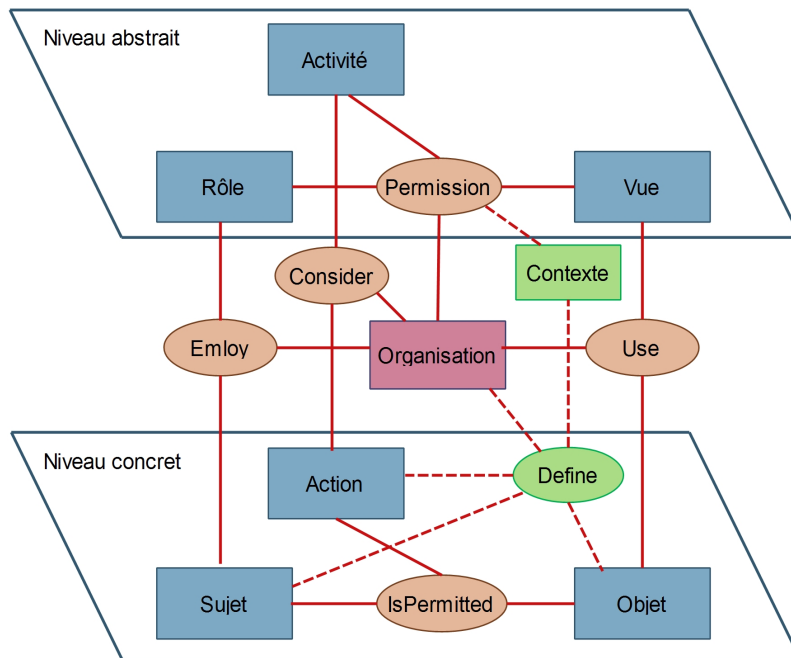 Niveau abstrait
Activité
Rôle
Permission
Vue
Consider
Contexte
Emloy
Organisation
Use
Niveau concret
Action
Define
Sujet
IsPermitted
Objet